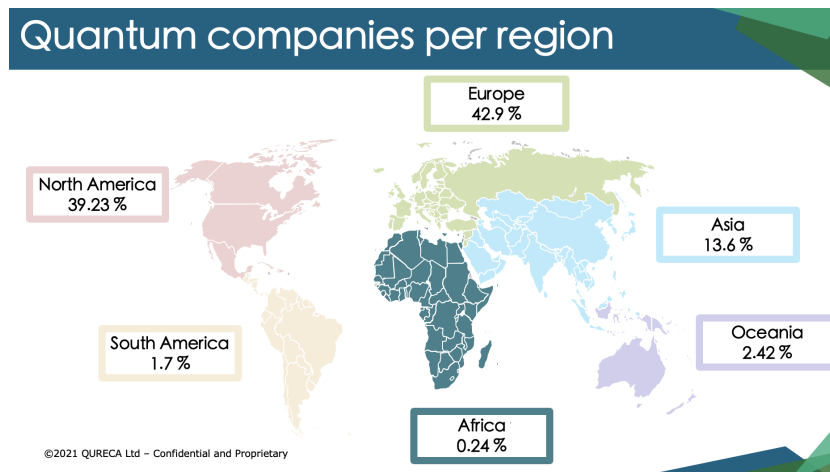 Quantum companies per region
Europe
42.9 %
North America
39.23 %
Asia
13.6 %
Oceania
2.42 %
South America
1.7 %
Africa
0.24 %
©2021 QURECA Ltd – Confidential and Proprietary